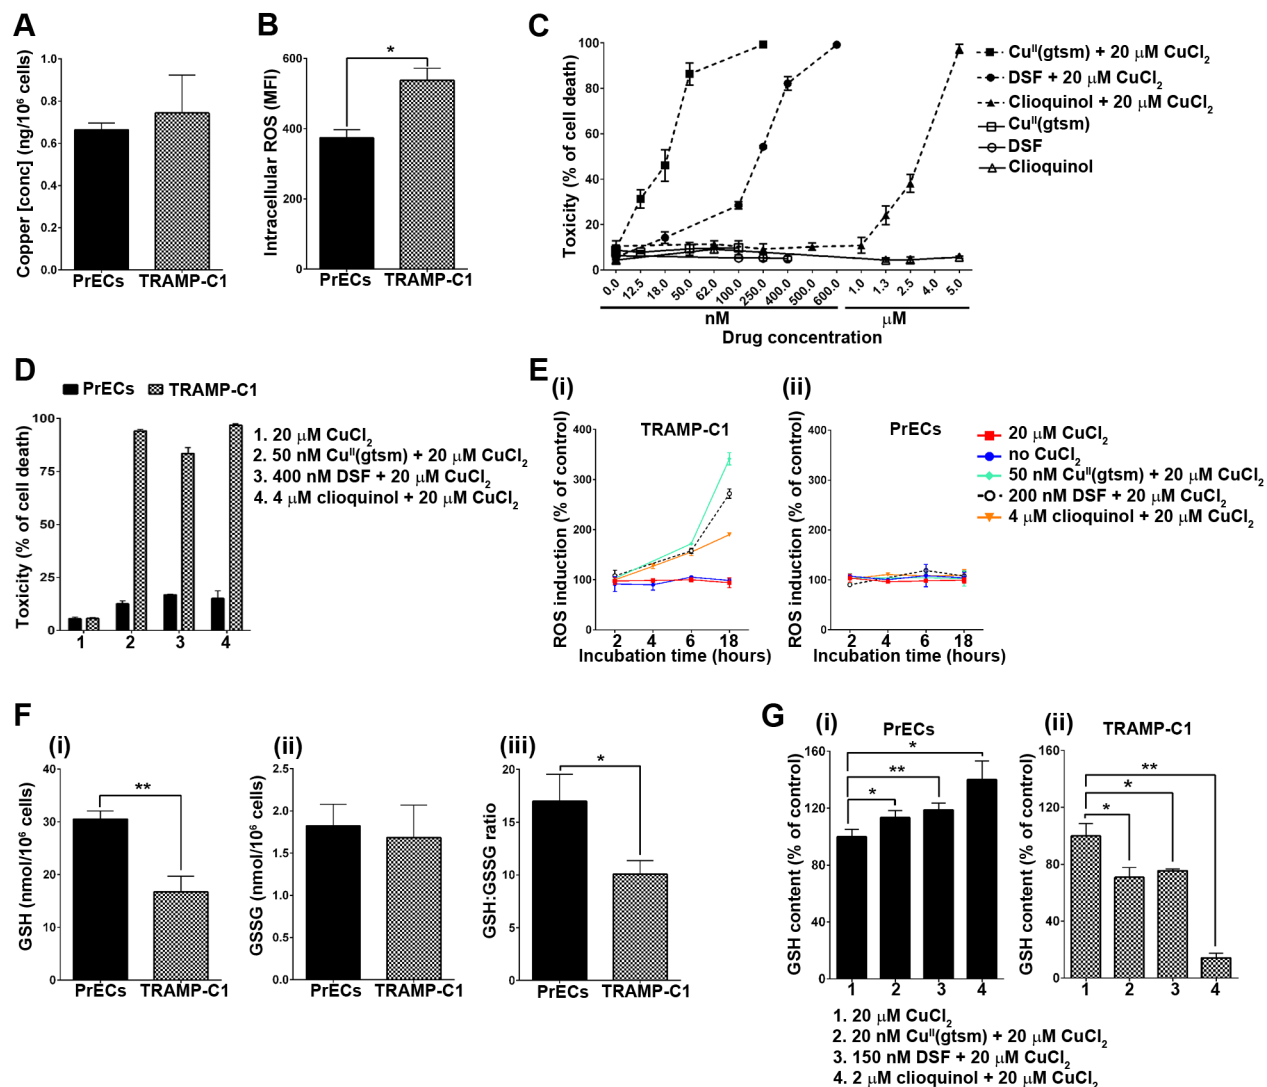 A
Copper [conc] (ng/10⁶ cells)
1.0
0.8
0.6
0.4
0.2
0.0
PrECs
TRAMP-C1
B
Intracellular ROS (MFI)
600
400
200
0
*
PrECs
TRAMP-C1
C
Toxicity (% of cell death)
100
80
60
40
20
0
0.0
12.5
18.0
50.0
62.0
100.0
250.0
400.0
500.0
600.0
1.0
1.3
2.5
4.0
5.0
nM
μM
Drug concentration
Cuᴵᴵ(gtsm) + 20 μM CuCl₂
DSF + 20 μM CuCl₂
Clioquinol + 20 μM CuCl₂
Cuᴵᴵ(gtsm)
DSF
Clioquinol
D
PrECs
TRAMP-C1
Toxicity (% of cell death)
100
75
50
25
0
1
2
3
4
1. 20 μM CuCl₂
2. 50 nM Cuᴵᴵ(gtsm) + 20 μM CuCl₂
3. 400 nM DSF + 20 μM CuCl₂
4. 4 μM clioquinol + 20 μM CuCl₂
E
(i)
TRAMP-C1
ROS induction (% of control)
400
300
200
100
0
2
4
6
18
Incubation time (hours)
(ii)
PrECs
ROS induction (% of control)
400
300
200
100
0
2
4
6
18
Incubation time (hours)
20 μM CuCl₂
no CuCl₂
50 nM Cuᴵᴵ(gtsm) + 20 μM CuCl₂
200 nM DSF + 20 μM CuCl₂
4 μM clioquinol + 20 μM CuCl₂
F
(i)
GSH (nmol/10⁶ cells)
40
30
20
10
0
**
PrECs
TRAMP-C1
(ii)
GSSG (nmol/10⁶ cells)
2.5
2.0
1.5
1.0
0.5
0.0
PrECs
TRAMP-C1
(iii)
GSH:GSSG ratio
20
15
10
5
0
*
PrECs
TRAMP-C1
G
(i)
PrECs
GSH content (% of control)
160
120
80
40
0
*
**
*
1
2
3
4
(ii)
TRAMP-C1
GSH content (% of control)
160
120
80
40
0
**
*
*
1
2
3
4
1. 20 μM CuCl₂
2. 20 nM Cuᴵᴵ(gtsm) + 20 μM CuCl₂
3. 150 nM DSF + 20 μM CuCl₂
4. 2 μM clioquinol + 20 μM CuCl₂